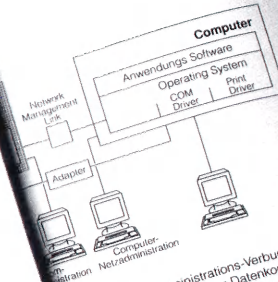 Computer
Anwendungs Software
Operating System
COM
Driver
Print
Driver
Network
Management
Link
Adapter
Computer-
Netzadministration